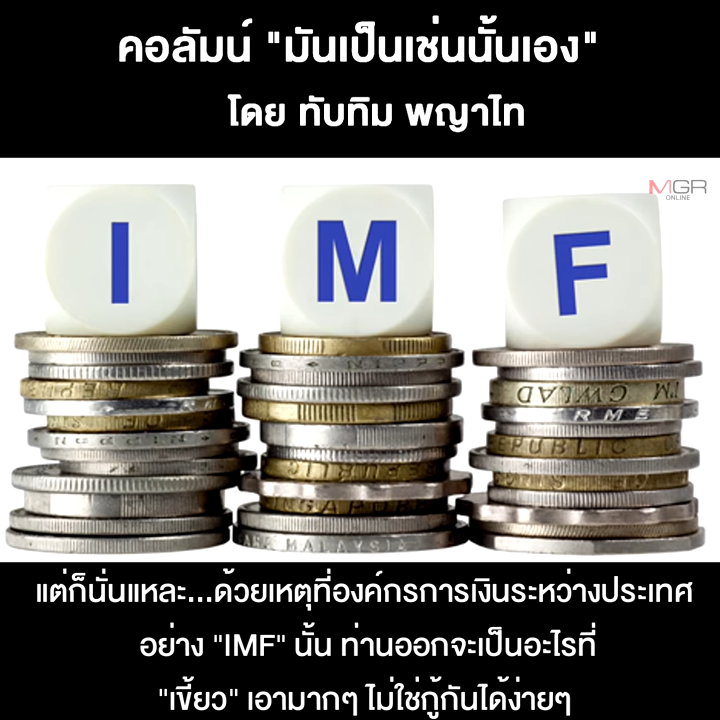 คอลัมน์ "มันเป็นเช่นนั้นเอง"
โดย ทับทิม พญาไท
MGR
ONLINE
I M F
CWLAD
RMS
REPUBLIC
REPUBLIC
MALAYSIA
แต่ก็นั่นแหละ...ด้วยเหตุที่องค์กรการเงินระหว่างประเทศ
อย่าง "IMF" นั้น ท่านออกจะเป็นอะไรที่
"เขี้ยว" เอามากๆ ไม่ใช่กู้กันได้ง่ายๆ